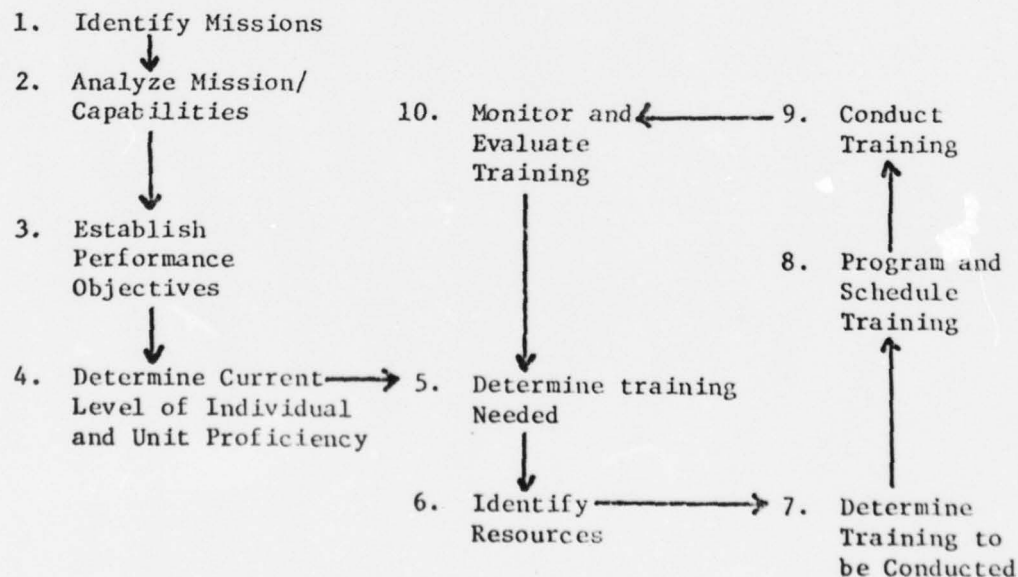 1. Identify Missions
2. Analyze Mission/
Capabilities
3. Establish
Performance
Objectives
4. Determine Current
Level of Individual
and Unit Proficiency
5. Determine training
Needed
6. Identify
Resources
7. Determine
Training to
be Conducted
8. Program and
Schedule
Training
9. Conduct
Training
10. Monitor and
Evaluate
Training